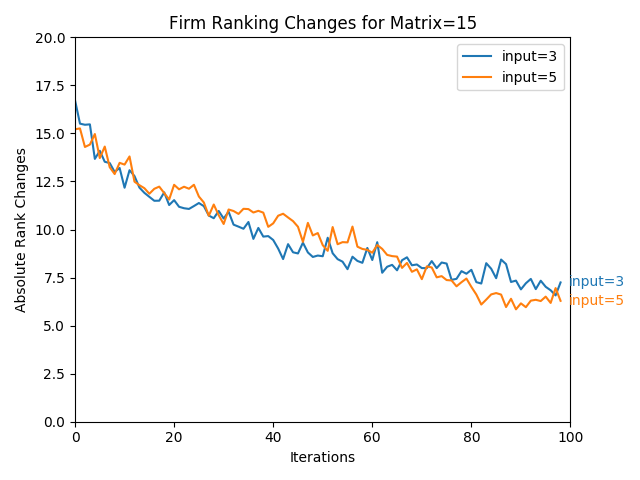 Firm Ranking Changes for Matrix=15
Absolute Rank Changes
20.0
17.5
15.0
12.5
10.0
7.5
5.0
2.5
0.0
input=3
input=5
input=3
input=5
0 20 40 60 80 100
Iterations